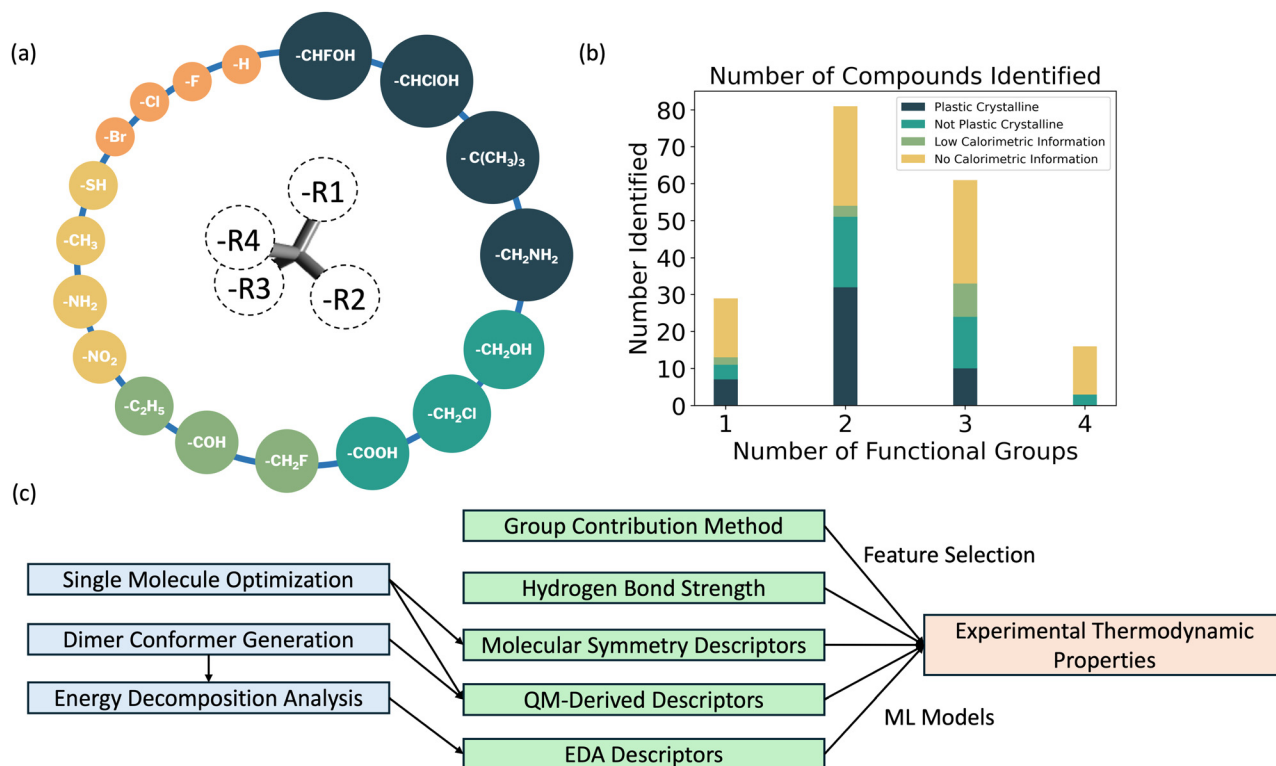 (a)
-H
-CHFOH
-CHClOH
- C(CH₃)₃
-CH₂NH₂
-CH₂OH
-CH₂Cl
-COOH
-CH₂F
-COH
-C₂H₅
-NO₂
-NH₂
-CH₃
-SH
-Br
-Cl
-F
-R1
-R4
-R3
-R2
(b)
Number of Compounds Identified
Plastic Crystalline
Not Plastic Crystalline
Low Calorimetric Information
No Calorimetric Information
Number Identified
80
70
60
50
40
30
20
10
0
1 2 3 4
Number of Functional Groups
(c)
Single Molecule Optimization
Dimer Conformer Generation
Energy Decomposition Analysis
Group Contribution Method
Hydrogen Bond Strength
Molecular Symmetry Descriptors
QM-Derived Descriptors
EDA Descriptors
Feature Selection
ML Models
Experimental Thermodynamic
Properties